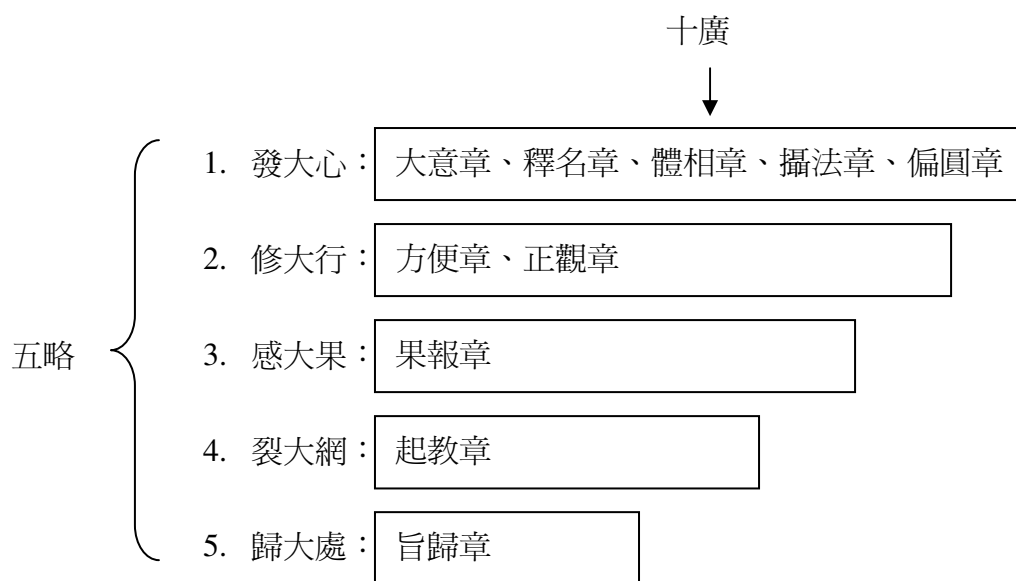 十廣
1. 發大心：大意章、釋名章、體相章、攝法章、偏圓章
2. 修大行：方便章、正觀章
五略
3. 感大果：果報章
4. 裂大網：起教章
5. 歸大處：旨歸章